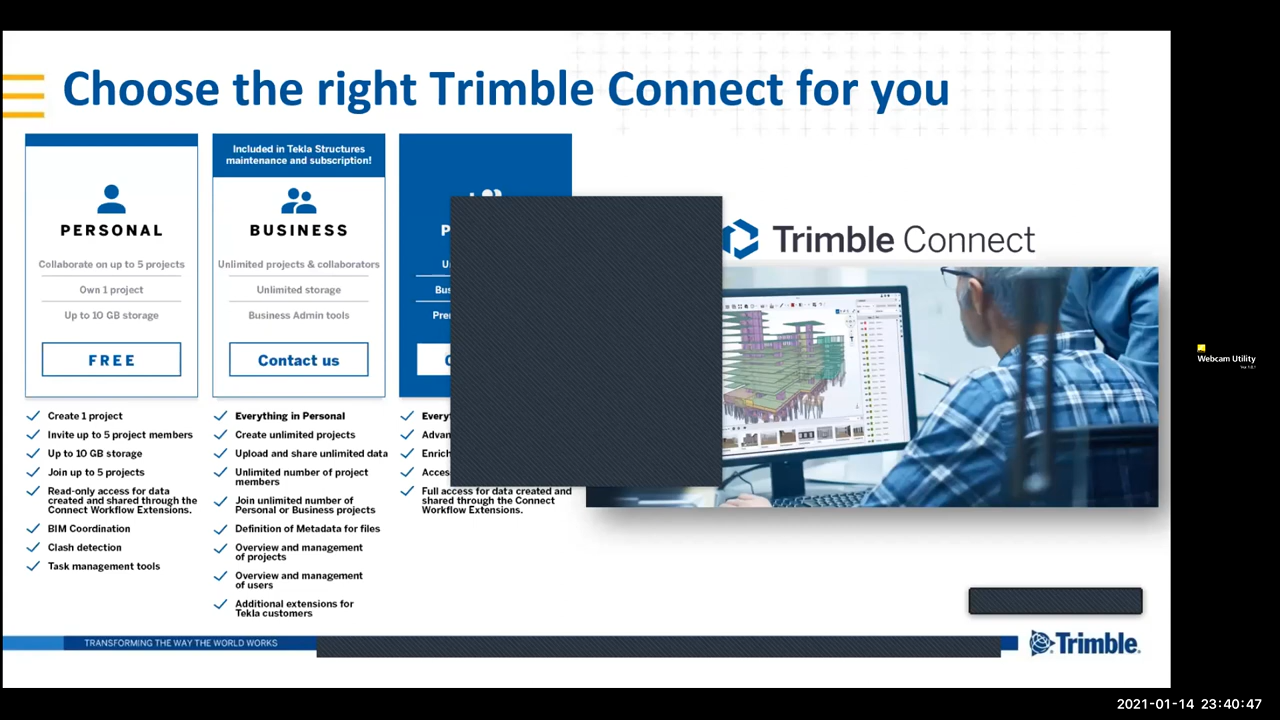 Choose the right Trimble Connect for you
PERSONAL
Collaborate on up to 5 projects
Own 1 project
Up to 10 GB storage
FREE
Create 1 project
Invite up to 5 project members
Up to 10 GB storage
Join up to 5 projects
Read-only access for data
created and shared through the
Connect Workflow Extensions.
BIM Coordination
Clash detection
Task management tools
Included in Tekla Structures
maintenance and subscription!
BUSINESS
Unlimited projects & collaborators
Unlimited storage
Business Admin tools
Contact us
Everything in Personal
Create unlimited projects
Upload and share unlimited data
Unlimited number of project
members
Join unlimited number of
Personal or Business projects
Definition of Metadata for files
Overview and management
of projects
Overview and management
of users
Additional extensions for
Tekla customers
Full access for data created and
shared through the Connect
Workflow Extensions.
Trimble Connect
TRANSFORMING THE WAY THE WORLD WORKS
Trimble.
Webcam Utility
2021-01-14 23:40:47